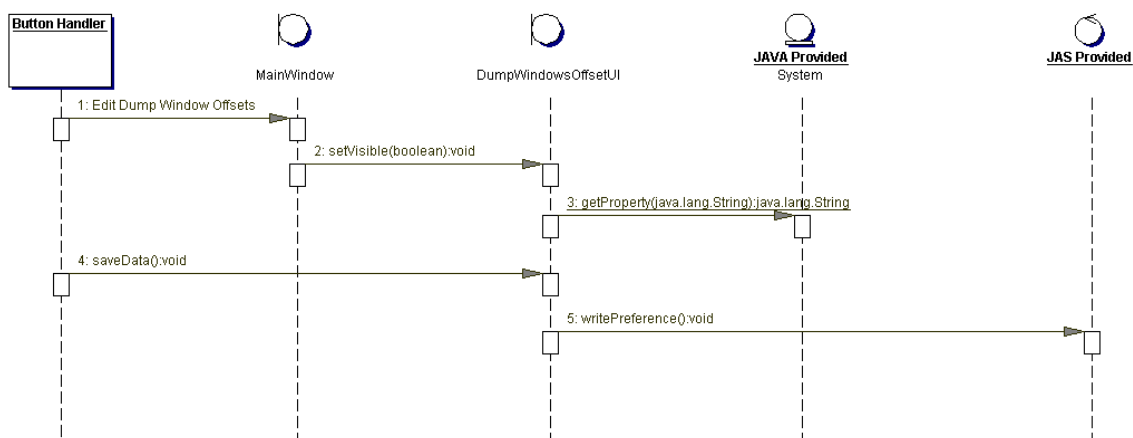 Button Handler
MainWindow
DumpWindowsOffsetUI
JAVA Provided
System
JAS Provided
1: Edit Dump Window Offsets
2: setVisible(boolean):void
3: getProperty(java.lang.String):java.lang.String
4: saveData():void
5: writePreference():void